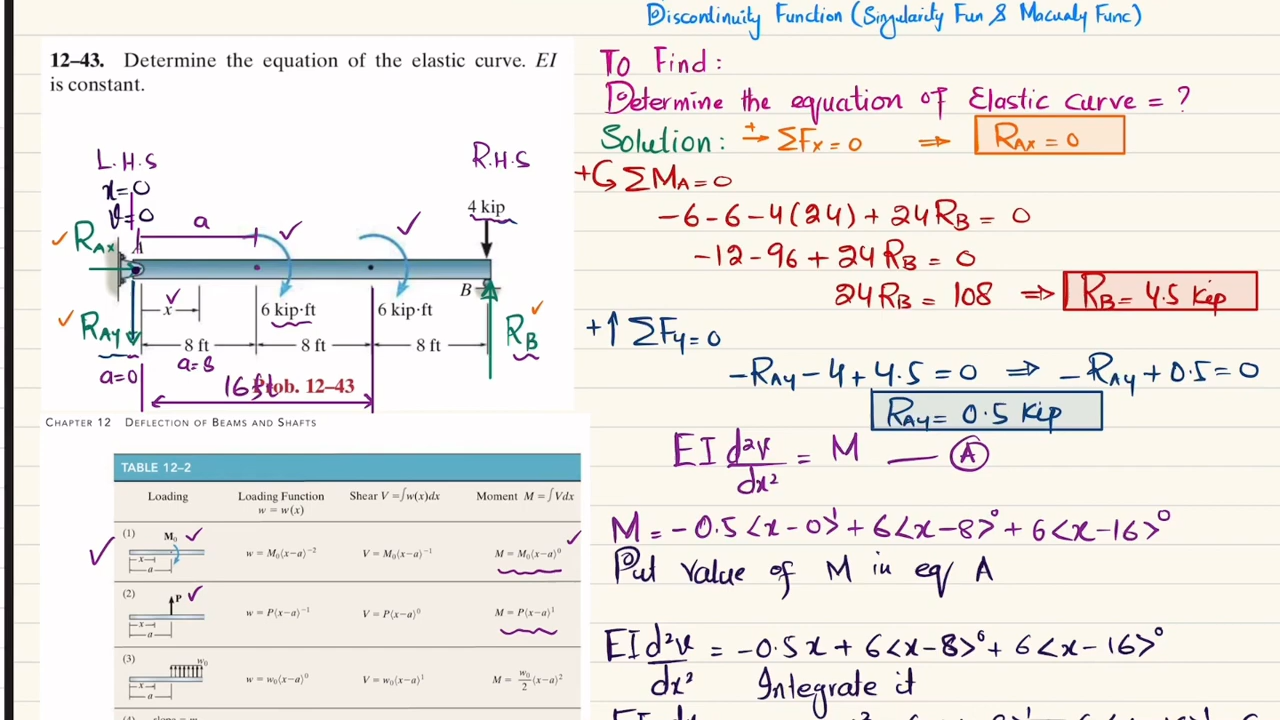 Discontinuity Function (Singularity Fun & Macualy Func)
12–43. Determine the equation of the elastic curve. EI
is constant.
L.H.S
x=0
v=0
R.H.S
a
4 kip
RAx
A
B
x
6 kip·ft
6 kip·ft
RAy
RB
8 ft
8 ft
8 ft
a=0
a=8
16ft
Prob. 12–43
CHAPTER 12 DEFLECTION OF BEAMS AND SHAFTS
TABLE 12–2
Loading
Loading Function
w = w(x)
Shear V = ∫w(x)dx
Moment M = ∫Vdx
(1)
M₀
x
a
w = M₀⟨x−a⟩⁻²
V = M₀⟨x−a⟩⁻¹
M = M₀⟨x−a⟩⁰
(2)
P
x
a
w = P⟨x−a⟩⁻¹
V = P⟨x−a⟩⁰
M = P⟨x−a⟩¹
(3)
w₀
x
a
w = w₀⟨x−a⟩⁰
V = w₀⟨x−a⟩¹
M = w₀/2 ⟨x−a⟩²
To Find:
Determine the equation of Elastic curve = ?
Solution: + → ΣFx = 0 ⇒ RAx = 0
+↺ ΣMA = 0
-6-6-4(24) + 24RB = 0
-12-96 + 24RB = 0
24RB = 108 ⇒ RB = 4.5 kip
+↑ ΣFy = 0
-RAy - 4 + 4.5 = 0 ⇒ -RAy + 0.5 = 0
RAy = 0.5 kip
EI d²v/dx² = M — Ⓐ
M = -0.5<x-0>¹ + 6<x-8>⁰ + 6<x-16>⁰
Put value of M in eq A
EI d²v/dx² = -0.5x + 6<x-8>⁰ + 6<x-16>⁰
Integrate it